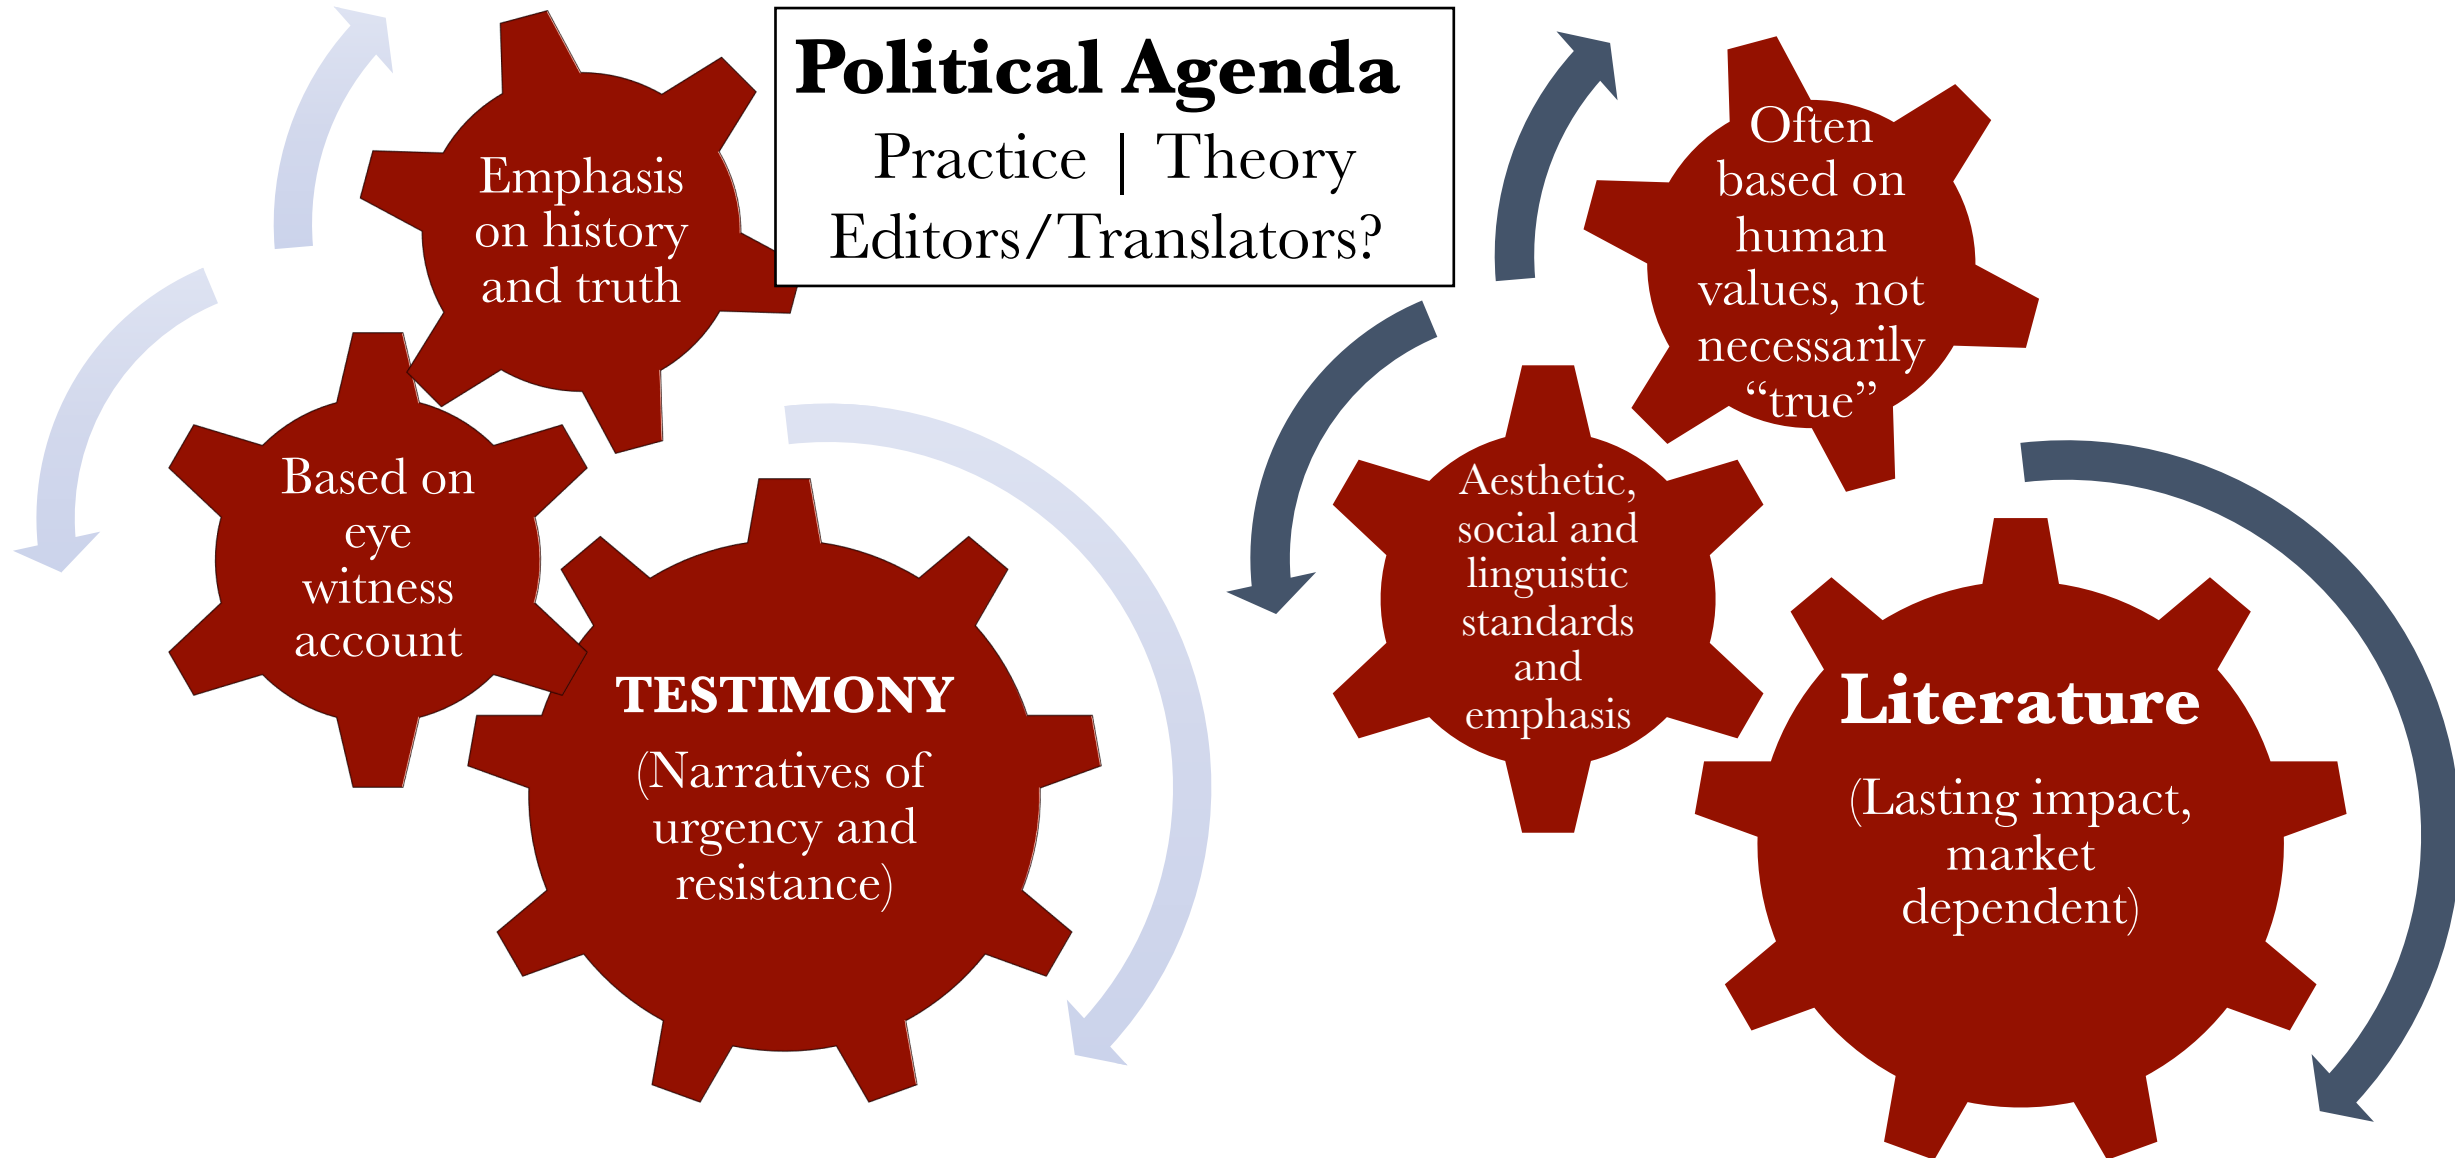 Political Agenda
Practice | Theory
Editors/Translators?
Emphasis
on history
and truth
Based on
eye
witness
account
TESTIMONY
(Narratives of
urgency and
resistance)
Often
based on
human
values, not
necessarily
“true”
Aesthetic,
social and
linguistic
standards
and
emphasis
Literature
(Lasting impact,
market
dependent)